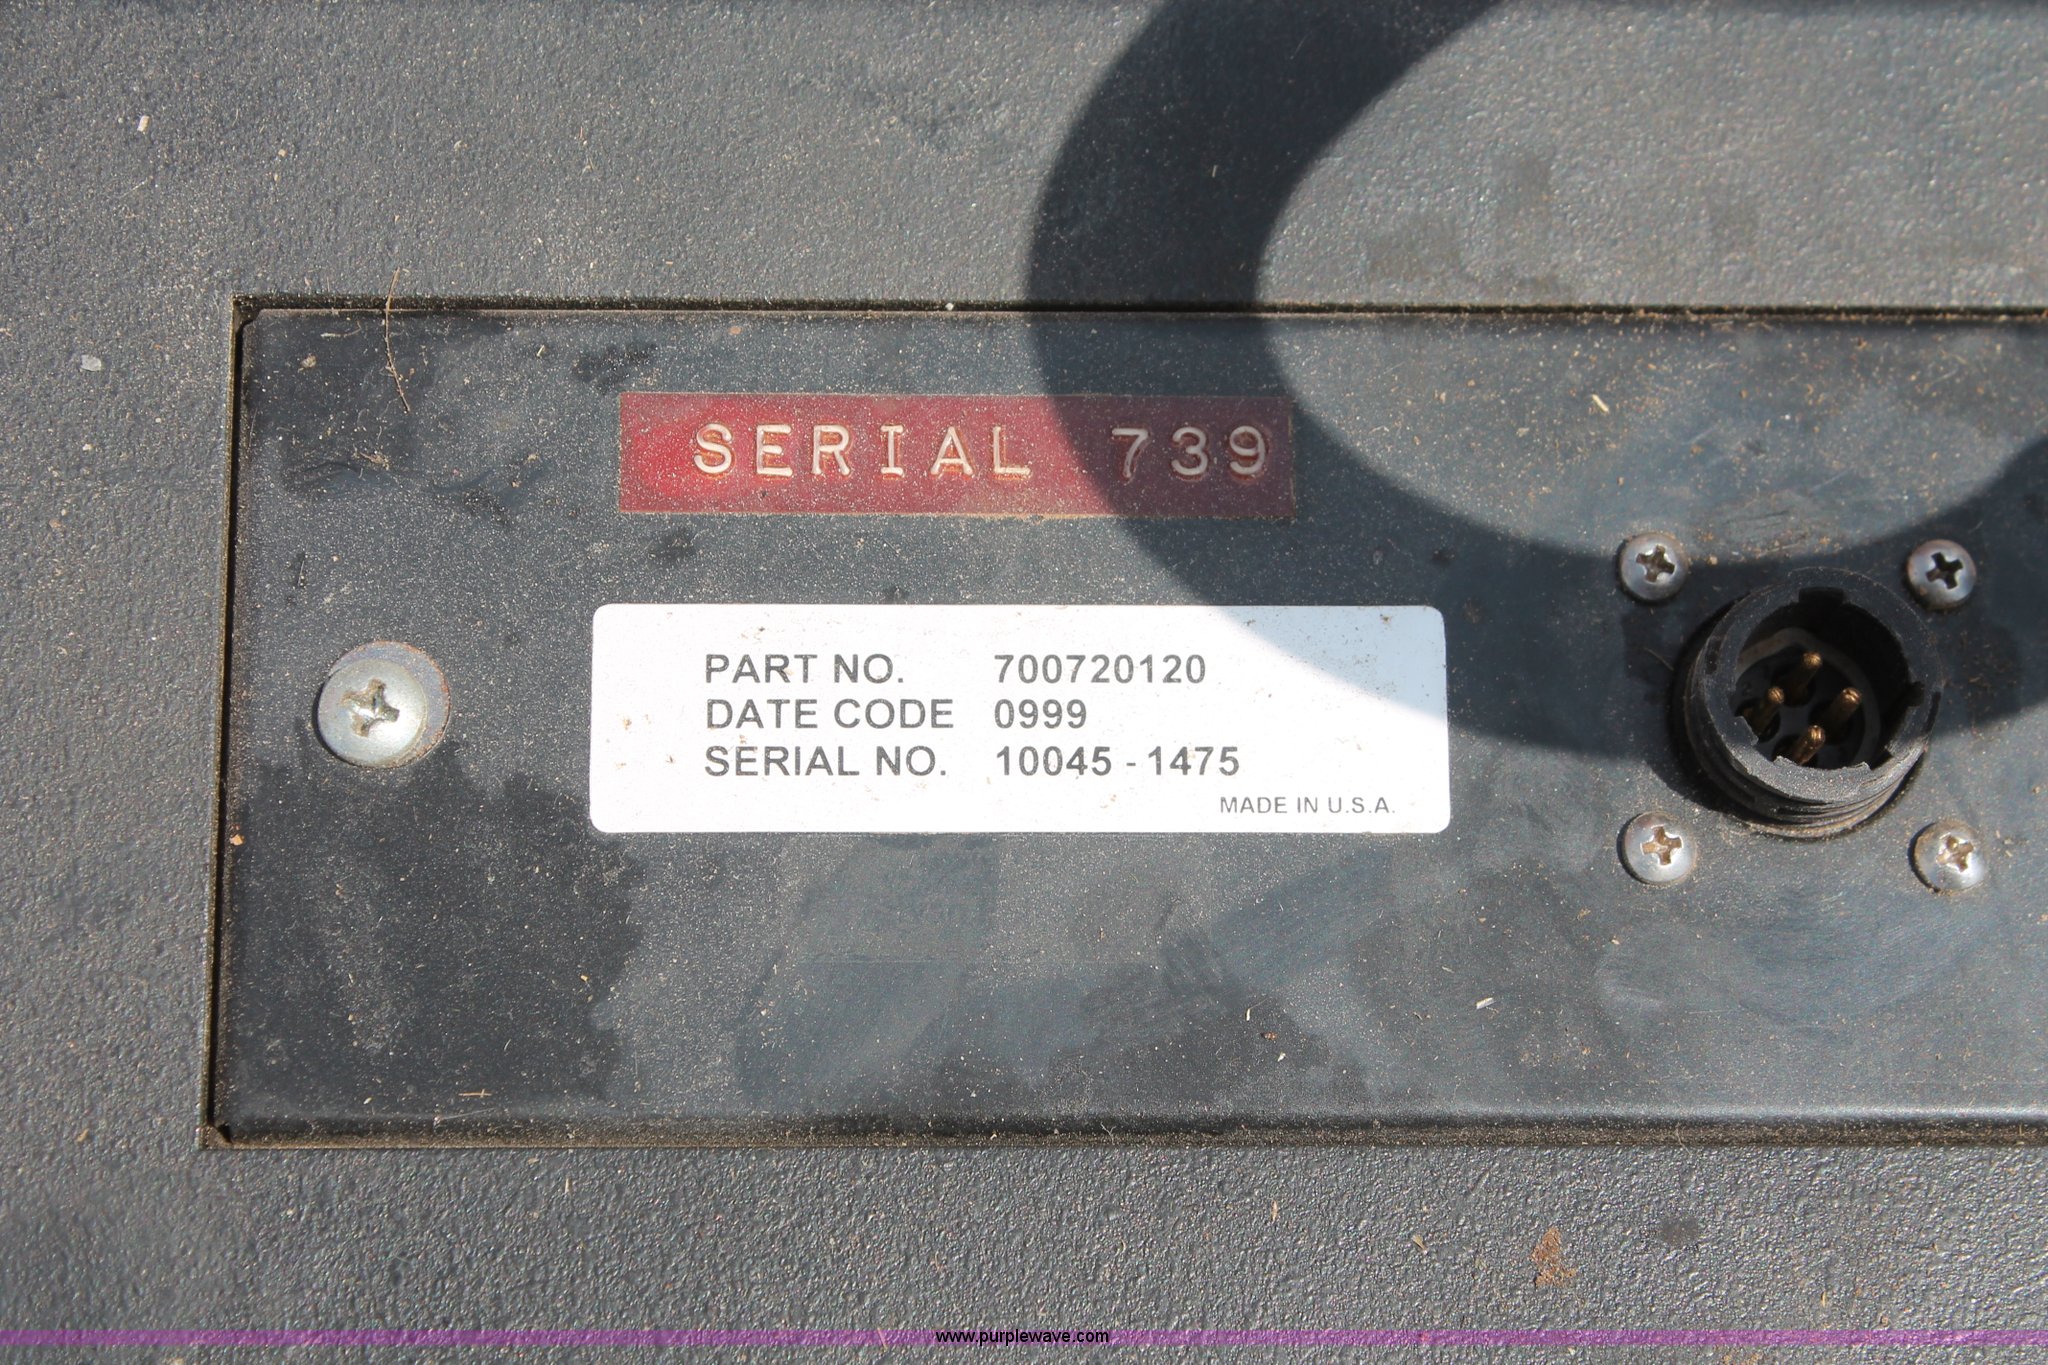 SERIAL 739
PART NO. 700720120
DATE CODE 0999
SERIAL NO. 10045-1475
MADE IN U.S.A.
www.purplewave.com